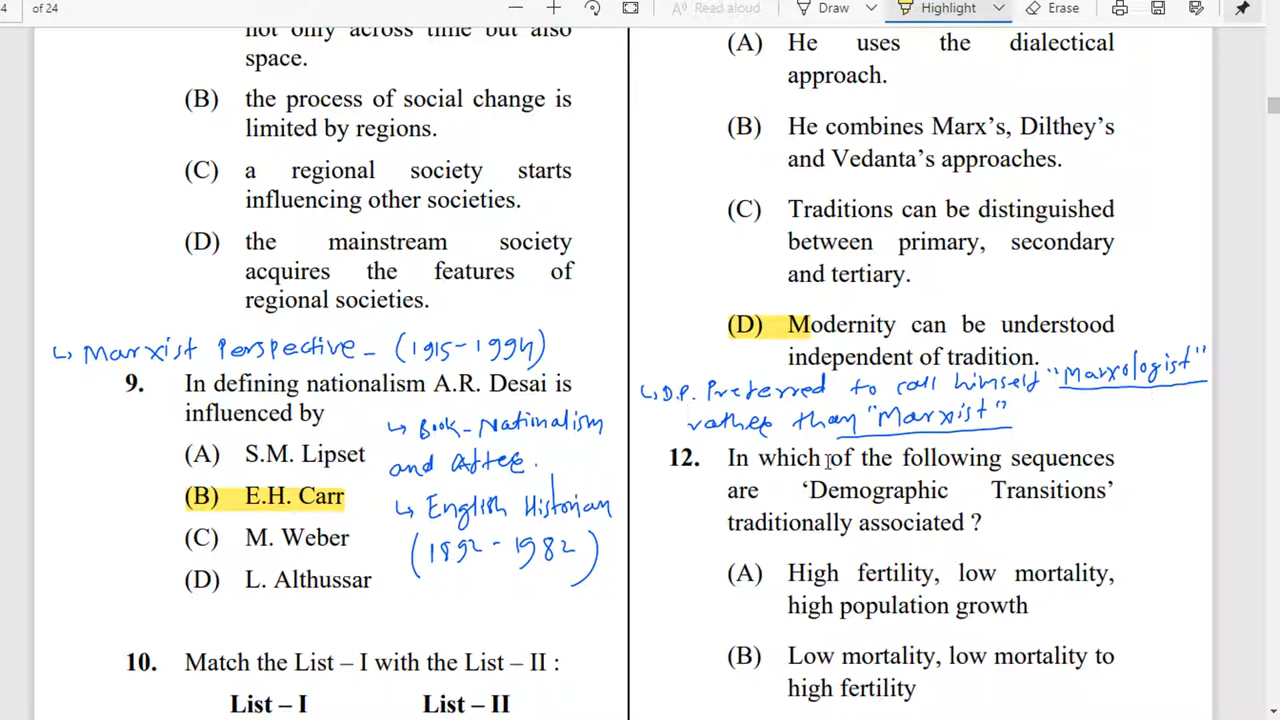 4 of 24
Read aloud
Draw
Highlight
Erase
not only across time but also
space.
(B) the process of social change is
limited by regions.
(C) a regional society starts
influencing other societies.
(D) the mainstream society
acquires the features of
regional societies.
↳ Marxist Perspective - (1915-1994)
9. In defining nationalism A.R. Desai is
influenced by
(A) S.M. Lipset
(B) E.H. Carr
(C) M. Weber
(D) L. Althussar
↳ Book - Nationalism
and After.
↳ English Historian
(1892 - 1982)
10. Match the List – I with the List – II :
List – I List – II
(A) He uses the dialectical
approach.
(B) He combines Marx’s, Dilthey’s
and Vedanta’s approaches.
(C) Traditions can be distinguished
between primary, secondary
and tertiary.
(D) Modernity can be understood
independent of tradition.
↳ D.P. Preferred to call himself "Marxologist"
rather than "Marxist"
12. In which of the following sequences
are ‘Demographic Transitions’
traditionally associated ?
(A) High fertility, low mortality,
high population growth
(B) Low mortality, low mortality to
high fertility